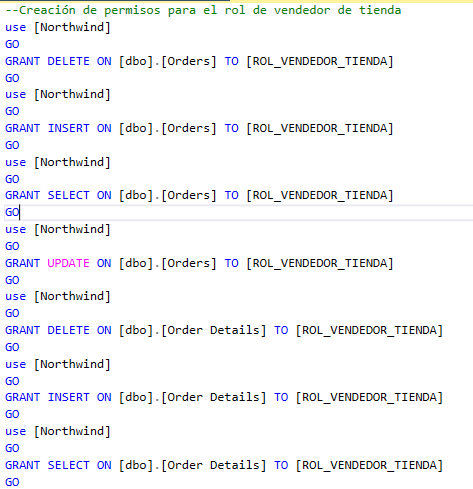 --Creación de permisos para el rol de vendedor de tienda
use [Northwind]
GO
GRANT DELETE ON [dbo].[Orders] TO [ROL_VENDEDOR_TIENDA]
GO
use [Northwind]
GO
GRANT INSERT ON [dbo].[Orders] TO [ROL_VENDEDOR_TIENDA]
GO
use [Northwind]
GO
GRANT SELECT ON [dbo].[Orders] TO [ROL_VENDEDOR_TIENDA]
GO
use [Northwind]
GO
GRANT UPDATE ON [dbo].[Orders] TO [ROL_VENDEDOR_TIENDA]
GO
use [Northwind]
GO
GRANT DELETE ON [dbo].[Order Details] TO [ROL_VENDEDOR_TIENDA]
GO
use [Northwind]
GO
GRANT INSERT ON [dbo].[Order Details] TO [ROL_VENDEDOR_TIENDA]
GO
use [Northwind]
GO
GRANT SELECT ON [dbo].[Order Details] TO [ROL_VENDEDOR_TIENDA]
GO